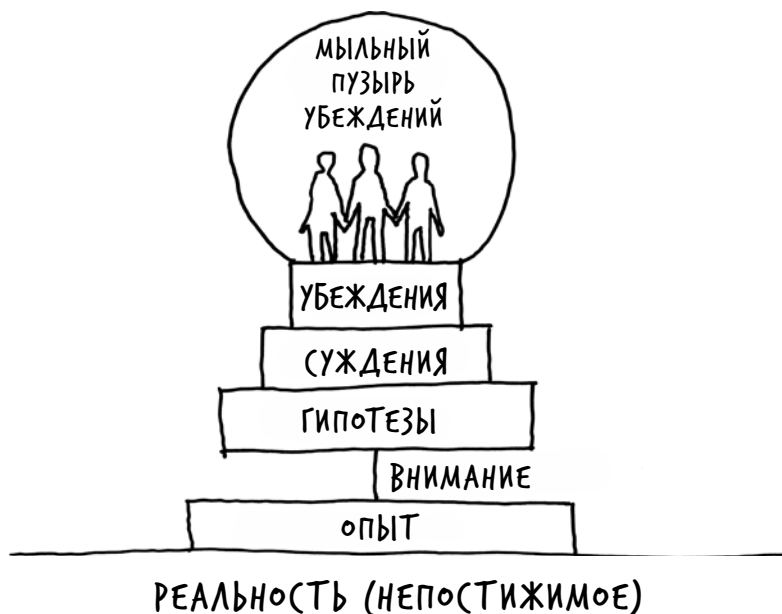 МЫЛЬНЫЙ
ПУЗЫРЬ
УБЕЖДЕНИЙ
УБЕЖДЕНИЯ
СУЖДЕНИЯ
ГИПОТЕЗЫ
ВНИМАНИЕ
ОПЫТ
РЕАЛЬНОСТЬ (НЕПОСТИЖИМОЕ)